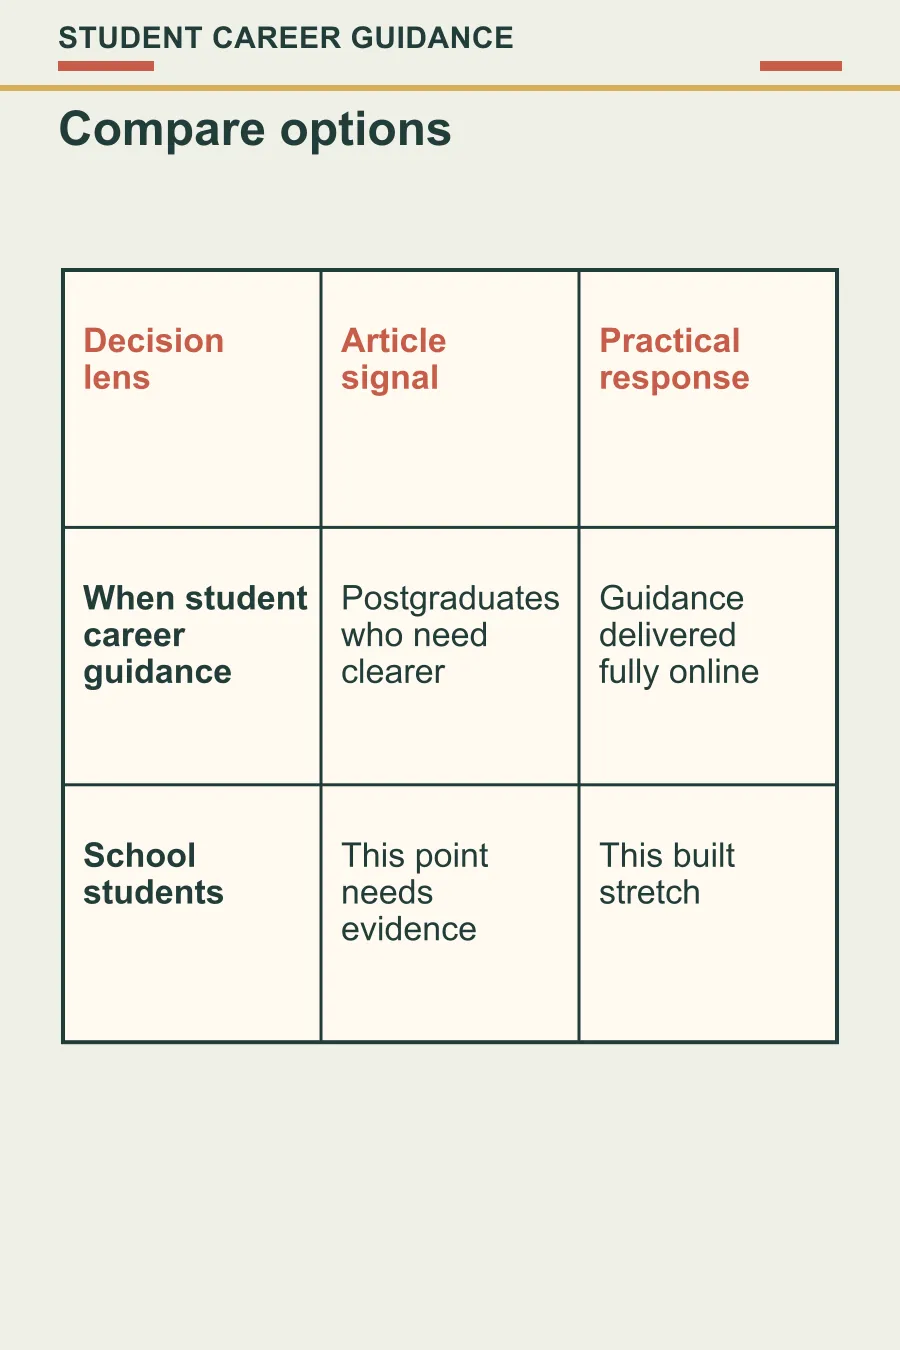 STUDENT CAREER GUIDANCE
Compare options
Decision
lens
Article
signal
Practical
response
When student
career
guidance
Postgraduates
who need
clearer
Guidance
delivered
fully online
School
students
This point
needs
evidence
This built
stretch